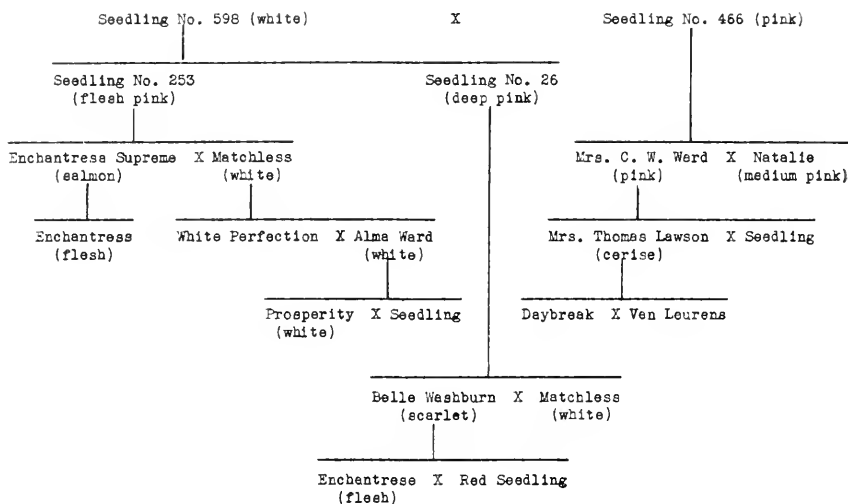 Seedling No. 598 (white) X Seedling No. 466 (pink)
Seedling No. 253 Seedling No. 26
(flesh pink) (deep pink)
Enchantress Supreme X Matchless Mrs. C. W. Ward X Natalie
(salmon) (white) (pink) (medium pink)
Enchantress White Perfection X Alma Ward Mrs. Thomas Lawson X Seedling
(flesh) (white) (cerise)
Prosperity X Seedling Daybreak X Ven Leurens
(white)
Belle Washburn X Matchless
(scarlet) (white)
Enchantress X Red Seedling
(flesh)